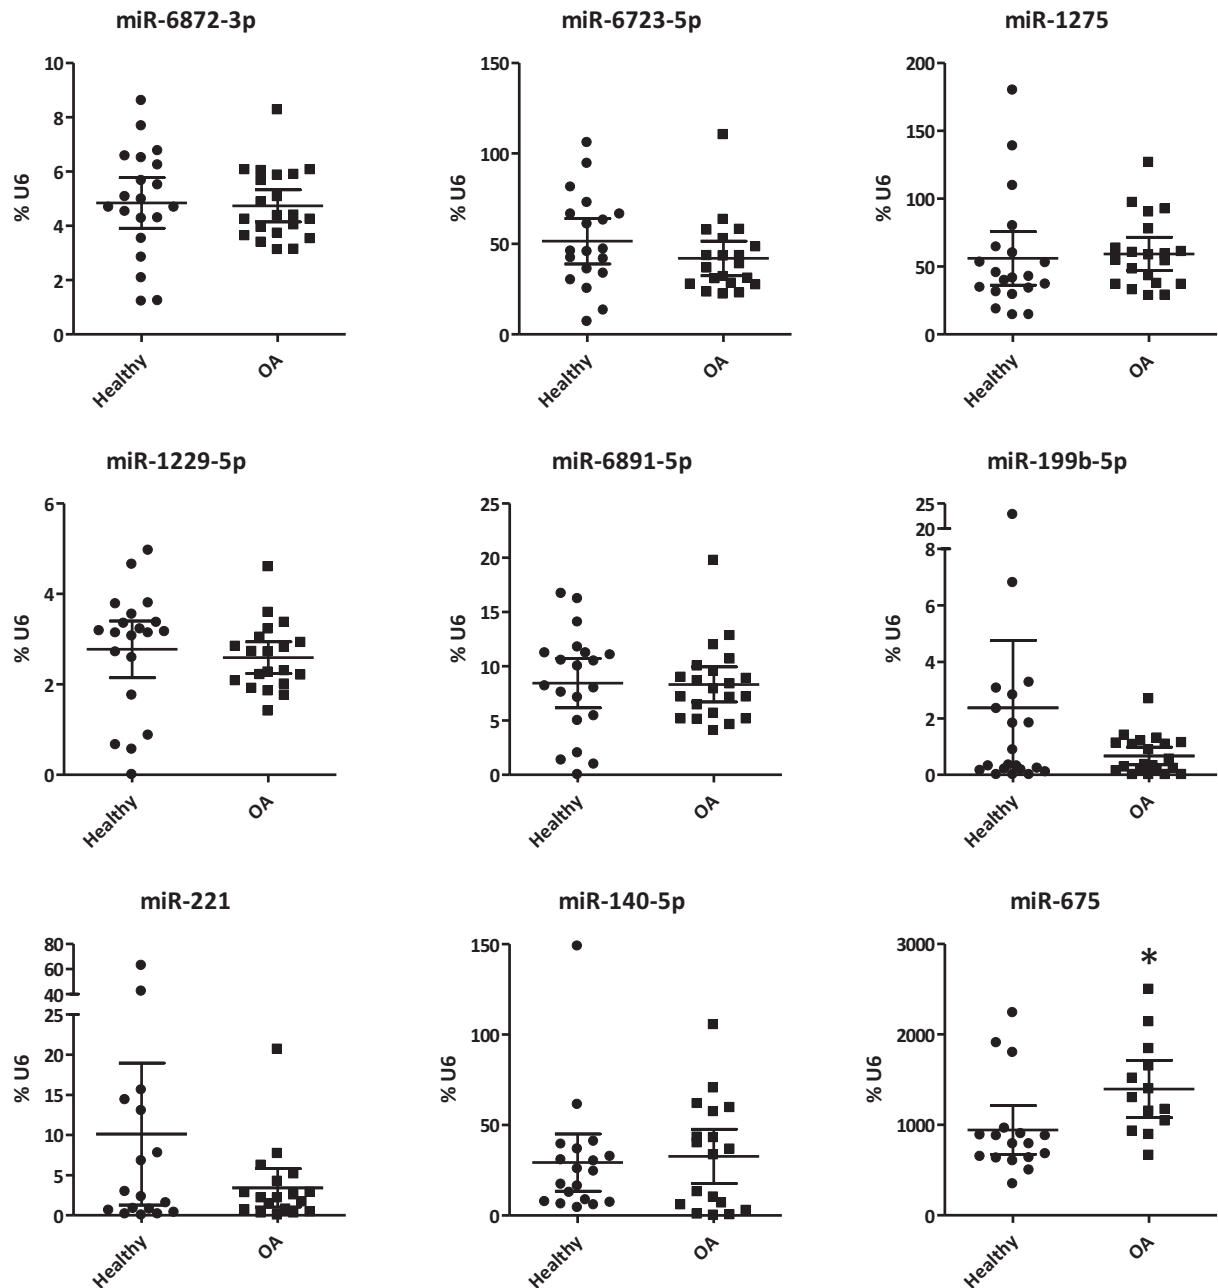 miR-6872-3p
% U6
10
8
6
4
2
0
Healthy
OA
miR-6723-5p
% U6
150
100
50
0
Healthy
OA
miR-1275
% U6
200
150
100
50
0
Healthy
OA
miR-1229-5p
% U6
6
4
2
0
Healthy
OA
miR-6891-5p
% U6
25
20
15
10
5
0
Healthy
OA
miR-199b-5p
% U6
25
20
8
6
4
2
0
Healthy
OA
miR-221
% U6
80
60
40
25
20
15
10
5
0
Healthy
OA
miR-140-5p
% U6
150
100
50
0
Healthy
OA
miR-675
% U6
3000
2000
1000
0
*
Healthy
OA